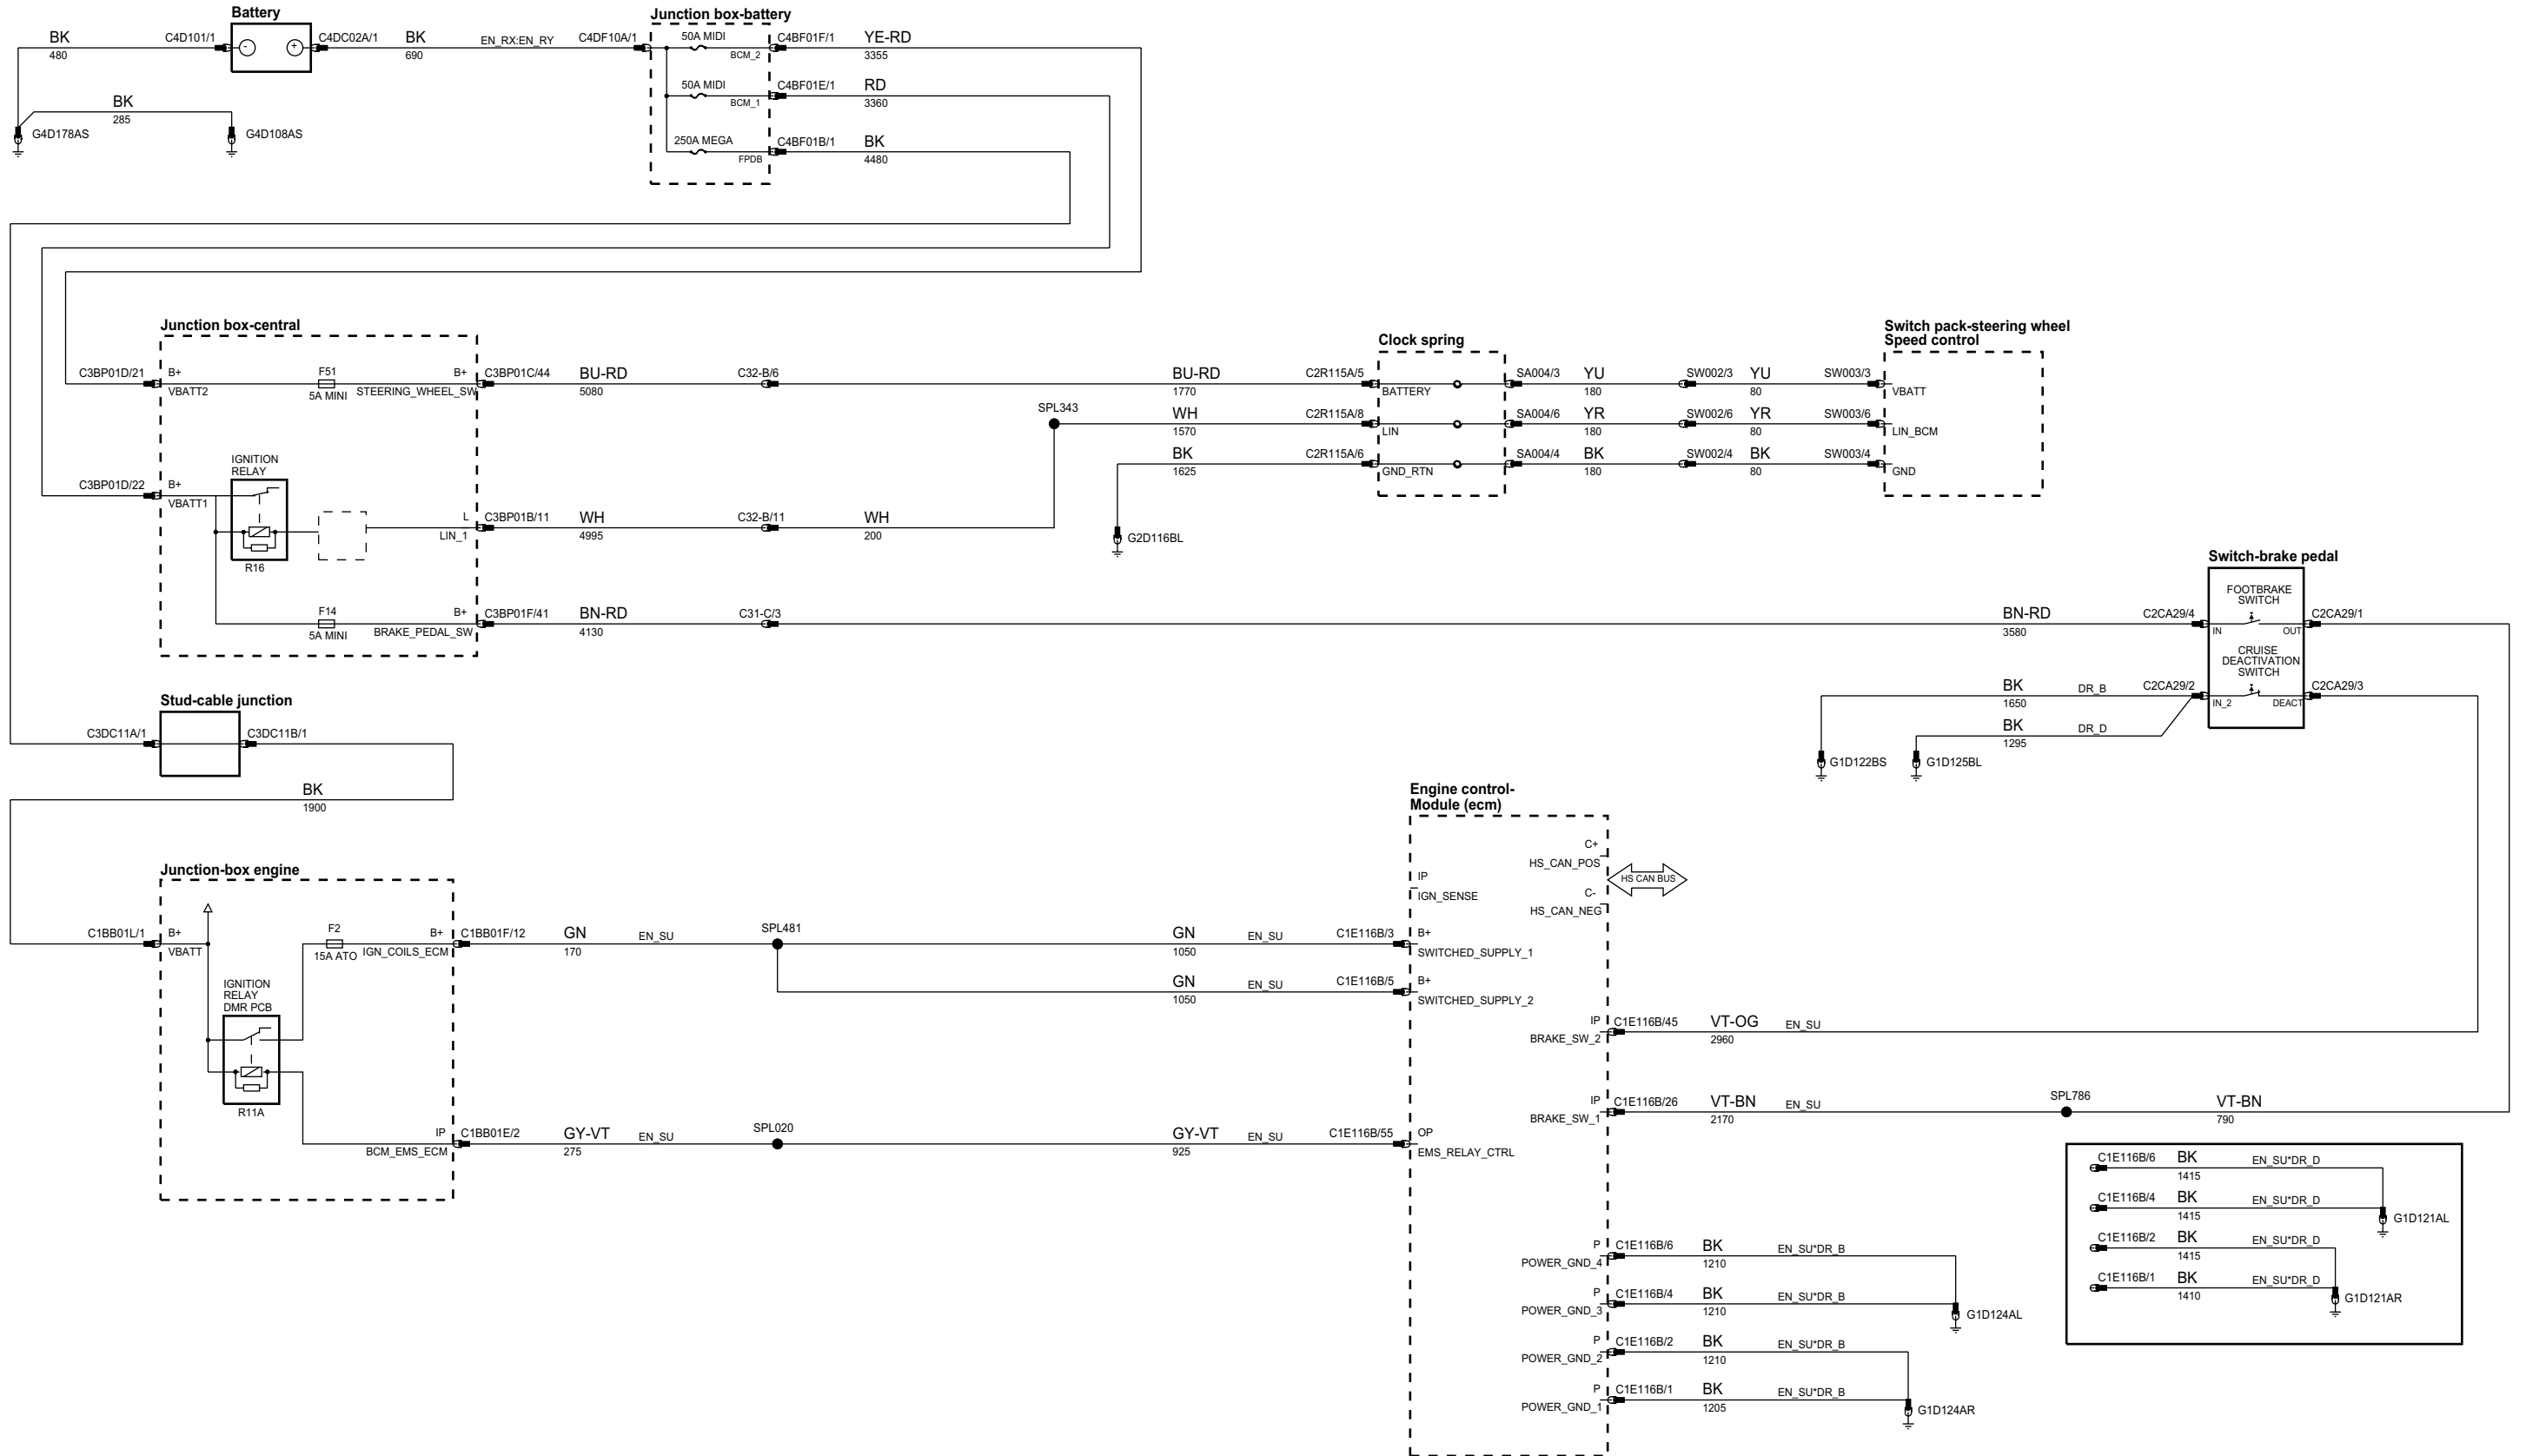 Battery
Junction box-battery
BK
480
C4D101/1
-
+
C4DC02A/1
BK
690
EN_RX:EN_RY
C4DF10A/1
50A MIDI
BCM_2
C4BF01F/1
YE-RD
3355
50A MIDI
BCM_1
C4BF01E/1
RD
3360
BK
285
G4D178AS
G4D108AS
250A MEGA
FPDB
C4BF01B/1
BK
4480
Junction box-central
Clock spring
Switch pack-steering wheel
Speed control
C3BP01D/21
B+
VBATT2
F51
5A MINI
B+
STEERING_WHEEL_SW
C3BP01C/44
BU-RD
5080
C32-B/6
BU-RD
1770
C2R115A/5
BATTERY
SA004/3
YU
180
SW002/3
YU
80
SW003/3
VBATT
SPL343
WH
1570
C2R115A/8
LIN
SA004/6
YR
180
SW002/6
YR
80
SW003/6
LIN_BCM
BK
1625
C2R115A/6
GND_RTN
SA004/4
BK
180
SW002/4
BK
80
SW003/4
GND
IGNITION
RELAY
C3BP01D/22
B+
VBATT1
R16
L
LIN_1
C3BP01B/11
WH
4995
C32-B/11
WH
200
G2D116BL
Switch-brake pedal
F14
5A MINI
B+
BRAKE_PEDAL_SW
C3BP01F/41
BN-RD
4130
C31-C/3
BN-RD
3580
C2CA29/4
FOOTBRAKE
SWITCH
IN
OUT
C2CA29/1
CRUISE
DEACTIVATION
SWITCH
BK
1650
DR_B
C2CA29/2
IN_2
DEACT
C2CA29/3
BK
1295
DR_D
G1D122BS
G1D125BL
Stud-cable junction
C3DC11A/1
C3DC11B/1
BK
1900
Engine control-
Module (ecm)
C+
HS_CAN_POS
IP
IGN_SENSE
HS CAN BUS
C-
HS_CAN_NEG
Junction-box engine
C1BB01L/1
B+
VBATT
F2
15A ATO
B+
IGN_COILS_ECM
C1BB01F/12
GN
170
EN_SU
SPL481
GN
1050
EN_SU
C1E116B/3
B+
SWITCHED_SUPPLY_1
GN
1050
EN_SU
C1E116B/5
B+
SWITCHED_SUPPLY_2
IGNITION
RELAY
DMR PCB
R11A
IP
BRAKE_SW_2
C1E116B/45
VT-OG
2960
EN_SU
IP
BRAKE_SW_1
C1E116B/26
VT-BN
2170
EN_SU
SPL786
VT-BN
790
IP
BCM_EMS_ECM
C1BB01E/2
GY-VT
275
EN_SU
SPL020
GY-VT
925
EN_SU
C1E116B/55
OP
EMS_RELAY_CTRL
C1E116B/6
BK
1415
EN_SU*DR_D
C1E116B/4
BK
1415
EN_SU*DR_D
G1D121AL
C1E116B/2
BK
1415
EN_SU*DR_D
C1E116B/1
BK
1410
EN_SU*DR_D
G1D121AR
P
POWER_GND_4
C1E116B/6
BK
1210
EN_SU*DR_B
P
POWER_GND_3
C1E116B/4
BK
1210
EN_SU*DR_B
G1D124AL
P
POWER_GND_2
C1E116B/2
BK
1210
EN_SU*DR_B
P
POWER_GND_1
C1E116B/1
BK
1205
EN_SU*DR_B
G1D124AR